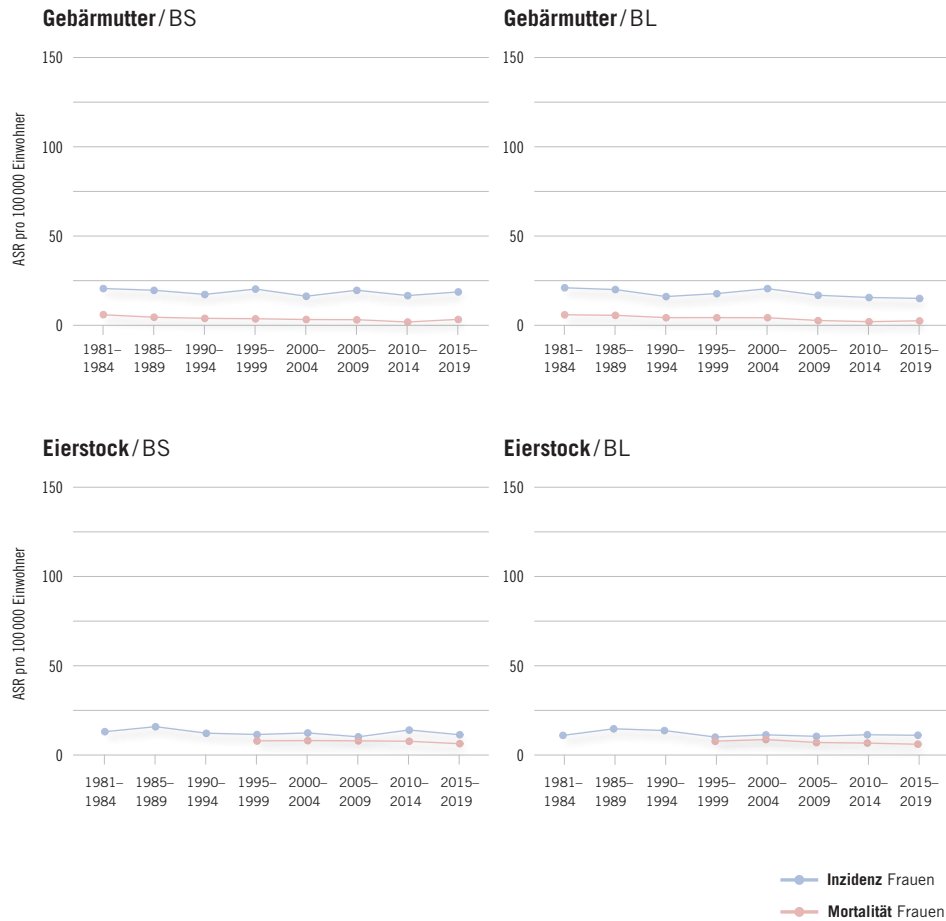 Gebärmutter / BS
ASR pro 100 000 Einwohner
150
100
50
0
1981– 1985– 1990– 1995– 2000– 2005– 2010– 2015–
1984 1989 1994 1999 2004 2009 2014 2019
Gebärmutter / BL
150
100
50
0
1981– 1985– 1990– 1995– 2000– 2005– 2010– 2015–
1984 1989 1994 1999 2004 2009 2014 2019
Eierstock / BS
ASR pro 100 000 Einwohner
150
100
50
0
1981– 1985– 1990– 1995– 2000– 2005– 2010– 2015–
1984 1989 1994 1999 2004 2009 2014 2019
Eierstock / BL
150
100
50
0
1981– 1985– 1990– 1995– 2000– 2005– 2010– 2015–
1984 1989 1994 1999 2004 2009 2014 2019
Inzidenz Frauen
Mortalität Frauen